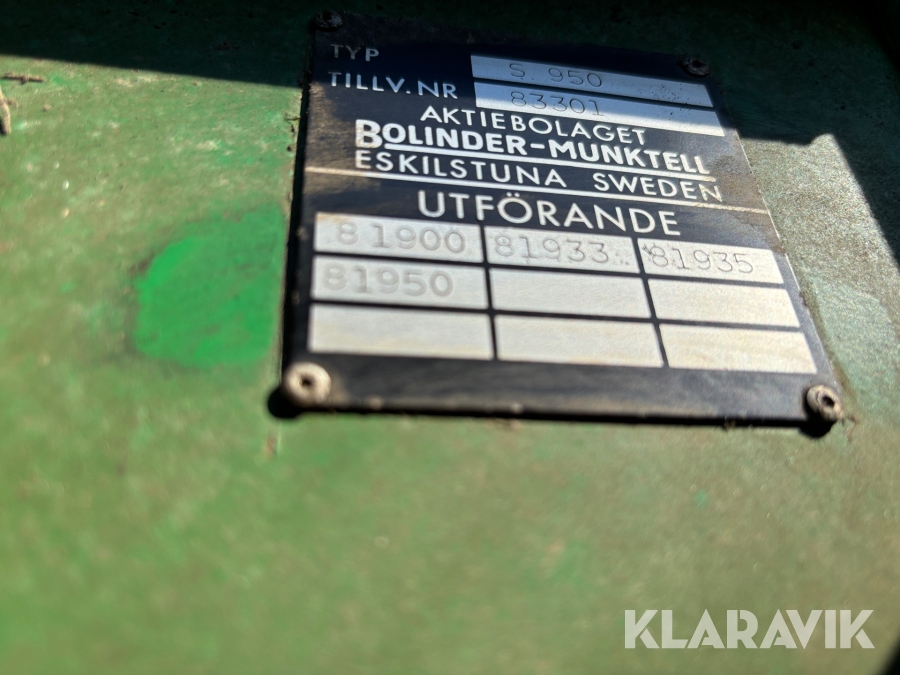 TYP S. 950
TILLV.NR 83301
AKTIEBOLAGET
BOLINDER-MUNKTELL
ESKILSTUNA SWEDEN
UTFÖRANDE
81900 81933 81935
81950
KLARAVIK